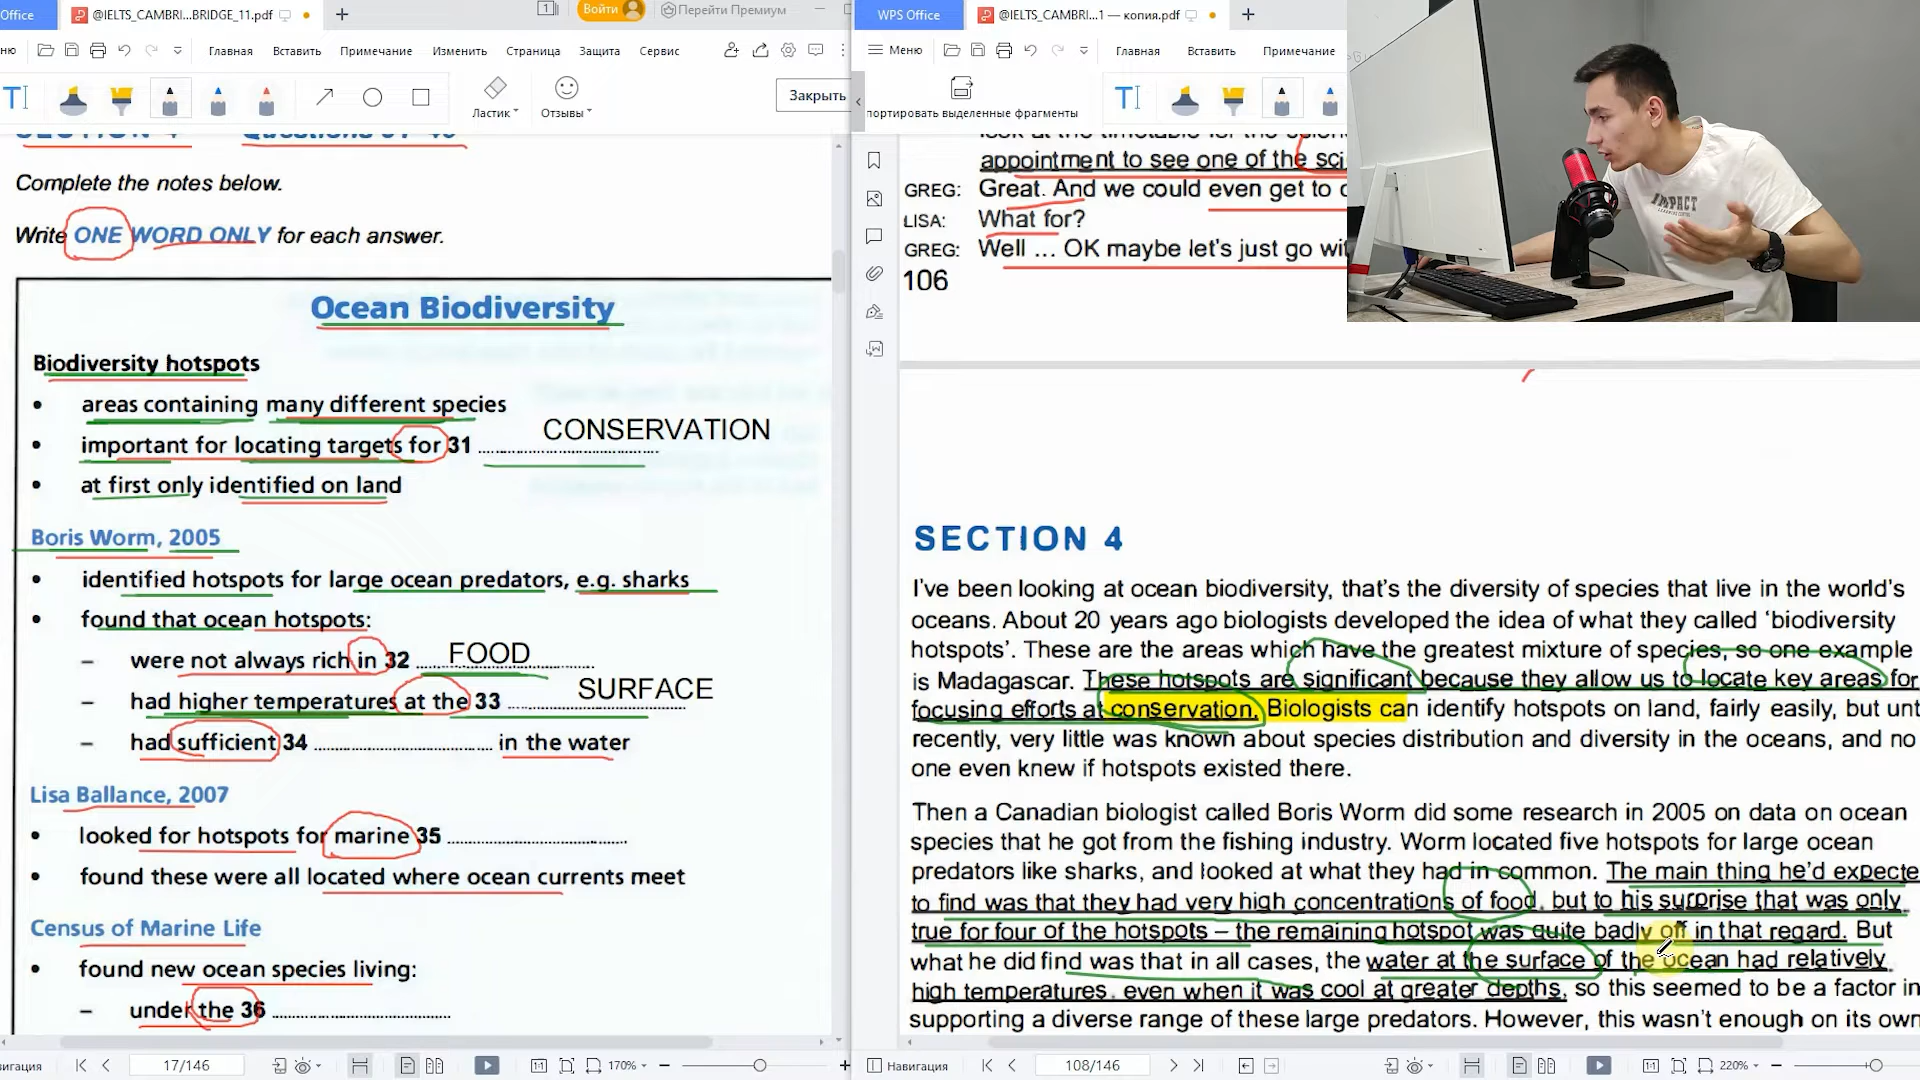 Office
@IELTS_CAMBRI...BRIDGE_11.pdf
Войти
Перейти Премиум
Главная Вставить Примечание Изменить Страница Защита Сервис
Ластик
Отзывы
Закрыть
Complete the notes below.
Write ONE WORD ONLY for each answer.
Ocean Biodiversity
Biodiversity hotspots
• areas containing many different species
• important for locating targets for 31 .................... CONSERVATION
• at first only identified on land
Boris Worm, 2005
• identified hotspots for large ocean predators, e.g. sharks
• found that ocean hotspots:
– were not always rich in 32 .................... FOOD
– had higher temperatures at the 33 .................... SURFACE
– had sufficient 34 .................... in the water
Lisa Ballance, 2007
• looked for hotspots for marine 35 ....................
• found these were all located where ocean currents meet
Census of Marine Life
• found new ocean species living:
– under the 36 ....................
17/146
170%
WPS Office
@IELTS_CAMBRI...1 — копия.pdf
Меню
Главная Вставить Примечание
портировать выделенные фрагменты
appointment to see one of the sci
GREG: Great. And we could even get to
LISA: What for?
GREG: Well ... OK maybe let's just go wit
106
IMPACT
SECTION 4
I've been looking at ocean biodiversity, that's the diversity of species that live in the world's
oceans. About 20 years ago biologists developed the idea of what they called 'biodiversity
hotspots'. These are the areas which have the greatest mixture of species, so one example
is Madagascar. These hotspots are significant because they allow us to locate key areas for
focusing efforts at conservation. Biologists can identify hotspots on land, fairly easily, but unt
recently, very little was known about species distribution and diversity in the oceans, and no
one even knew if hotspots existed there.
Then a Canadian biologist called Boris Worm did some research in 2005 on data on ocean
species that he got from the fishing industry. Worm located five hotspots for large ocean
predators like sharks, and looked at what they had in common. The main thing he'd expecte
to find was that they had very high concentrations of food, but to his surprise that was only
true for four of the hotspots – the remaining hotspot was quite badly off in that regard. But
what he did find was that in all cases, the water at the surface of the ocean had relatively
high temperatures, even when it was cool at greater depths, so this seemed to be a factor in
supporting a diverse range of these large predators. However, this wasn't enough on its own
Навигация
108/146
220%